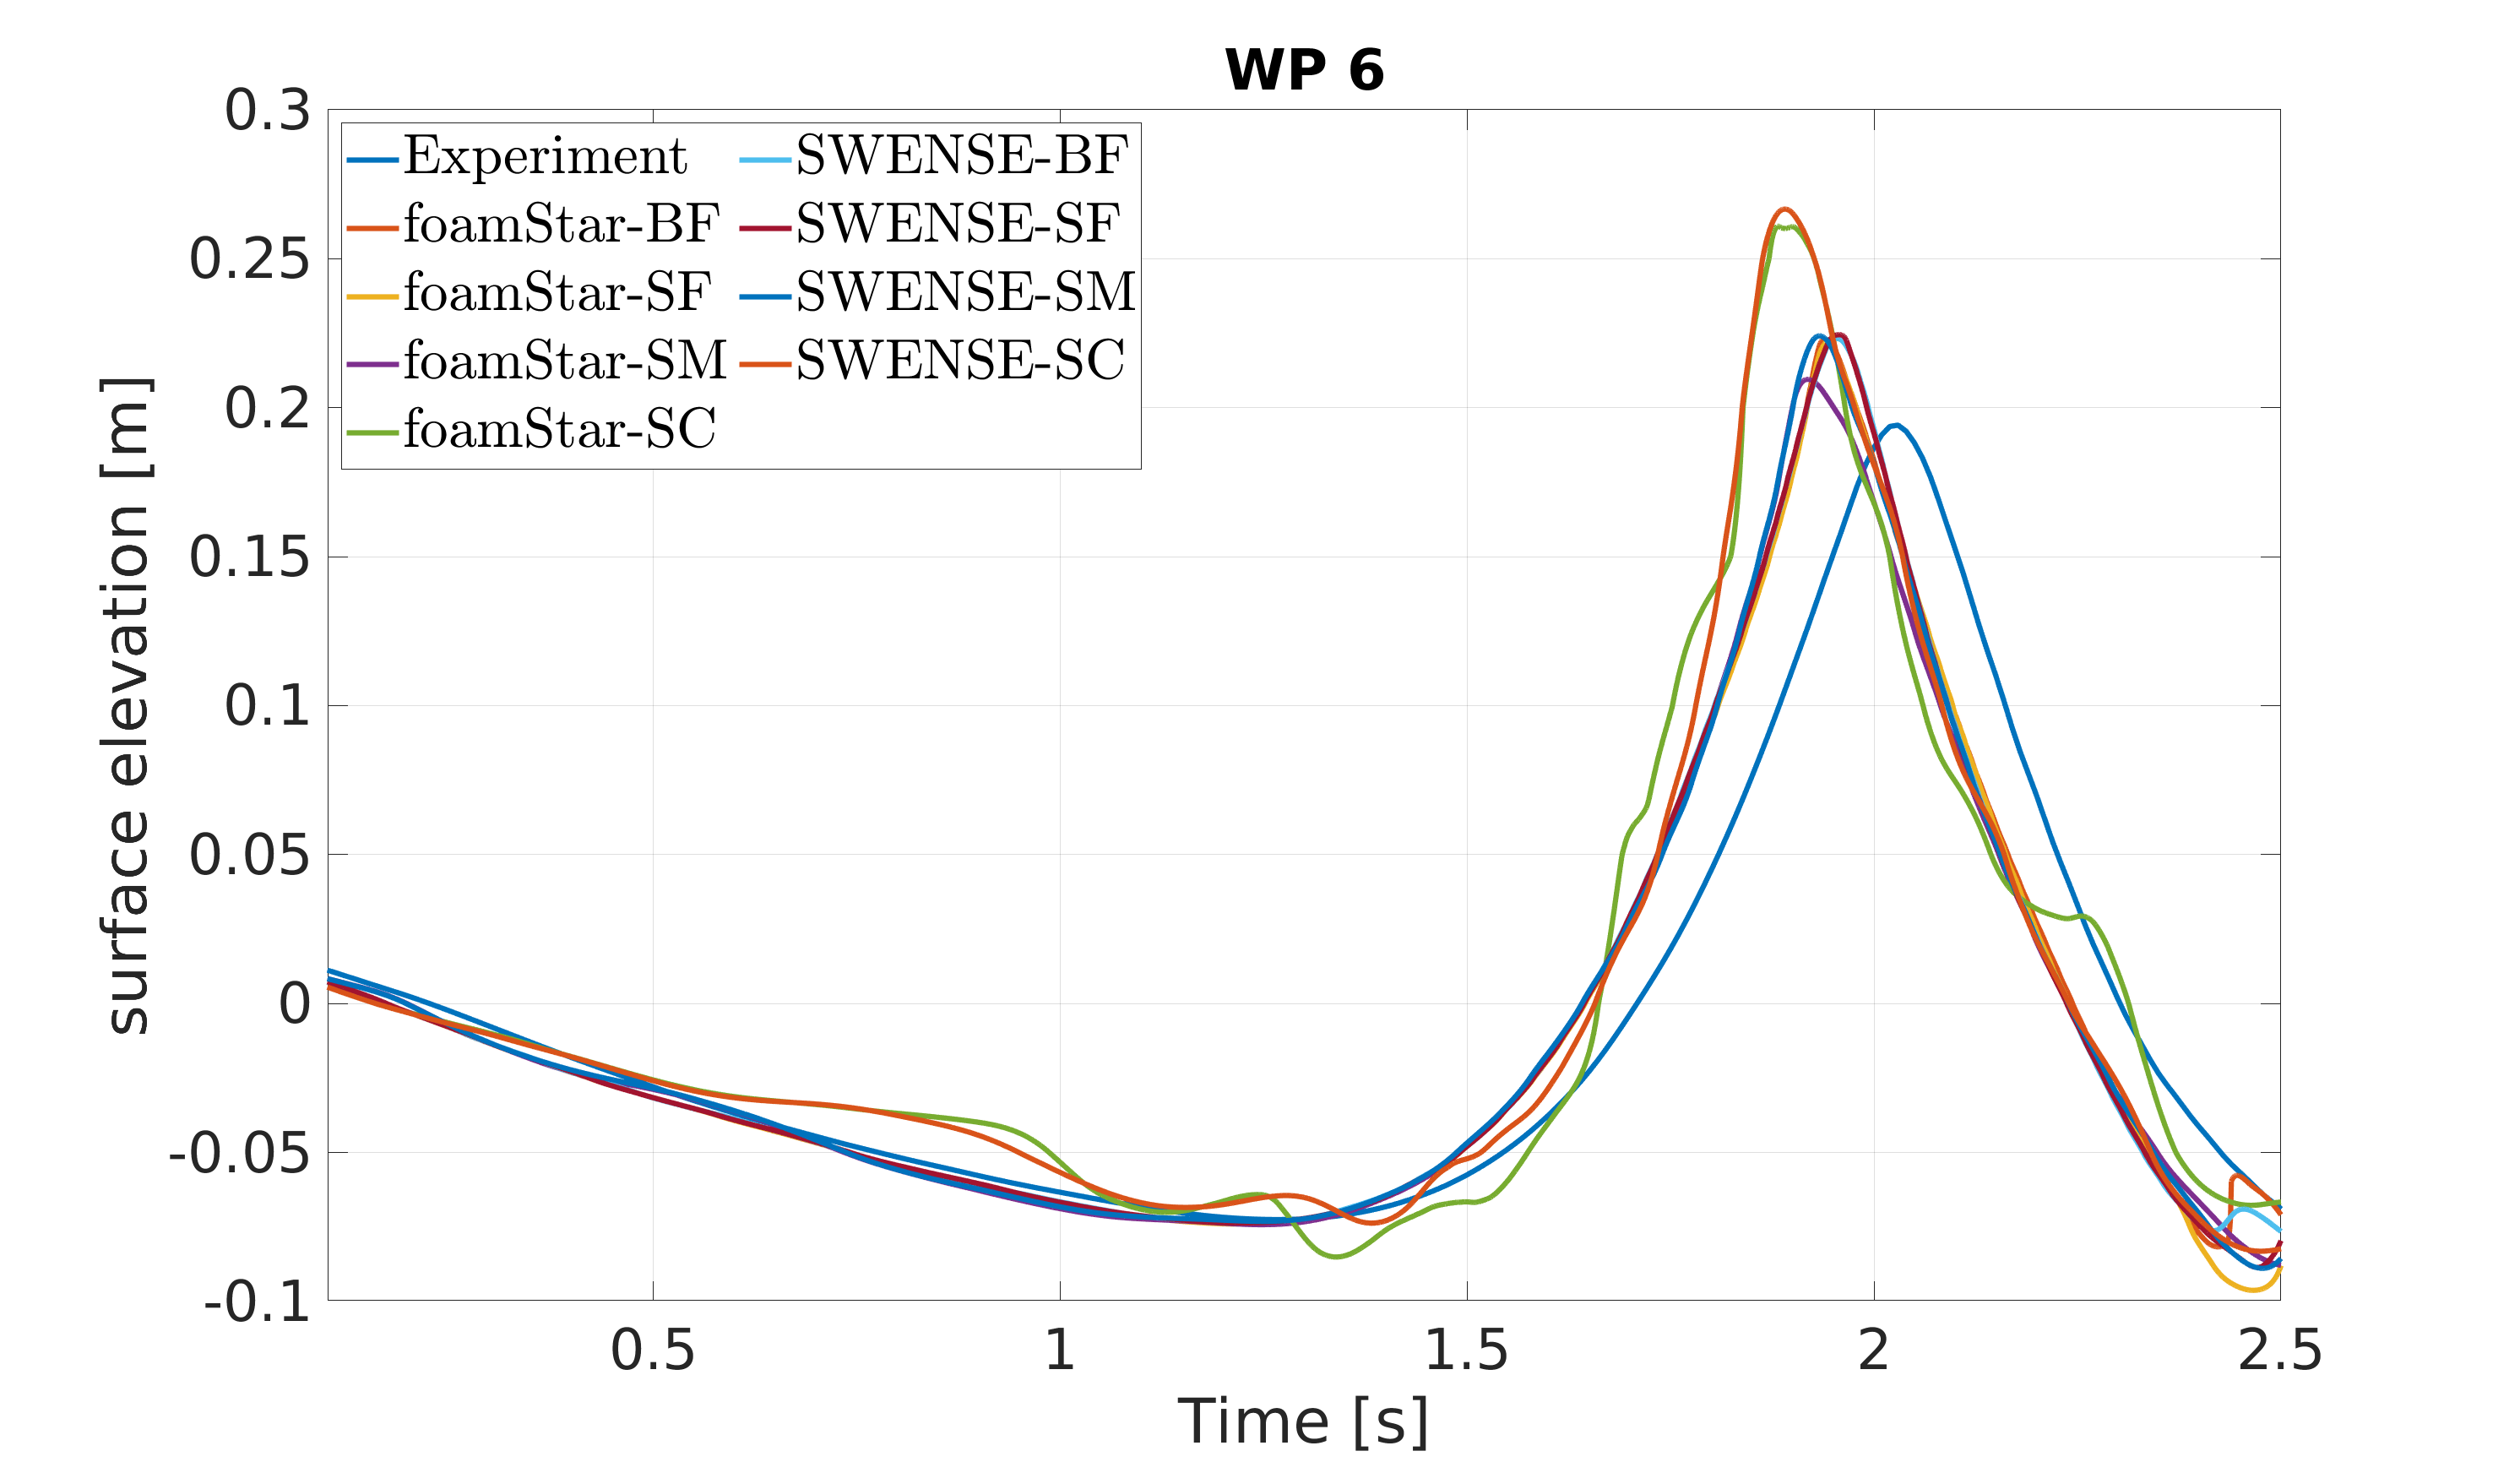 WP 6
0.3
0.25
0.2
0.15
0.1
0.05
0
-0.05
-0.1
surface elevation [m]
Experiment
foamStar-BF
foamStar-SF
foamStar-SM
foamStar-SC
SWENSE-BF
SWENSE-SF
SWENSE-SM
SWENSE-SC
0.5
1
1.5
2
2.5
Time [s]